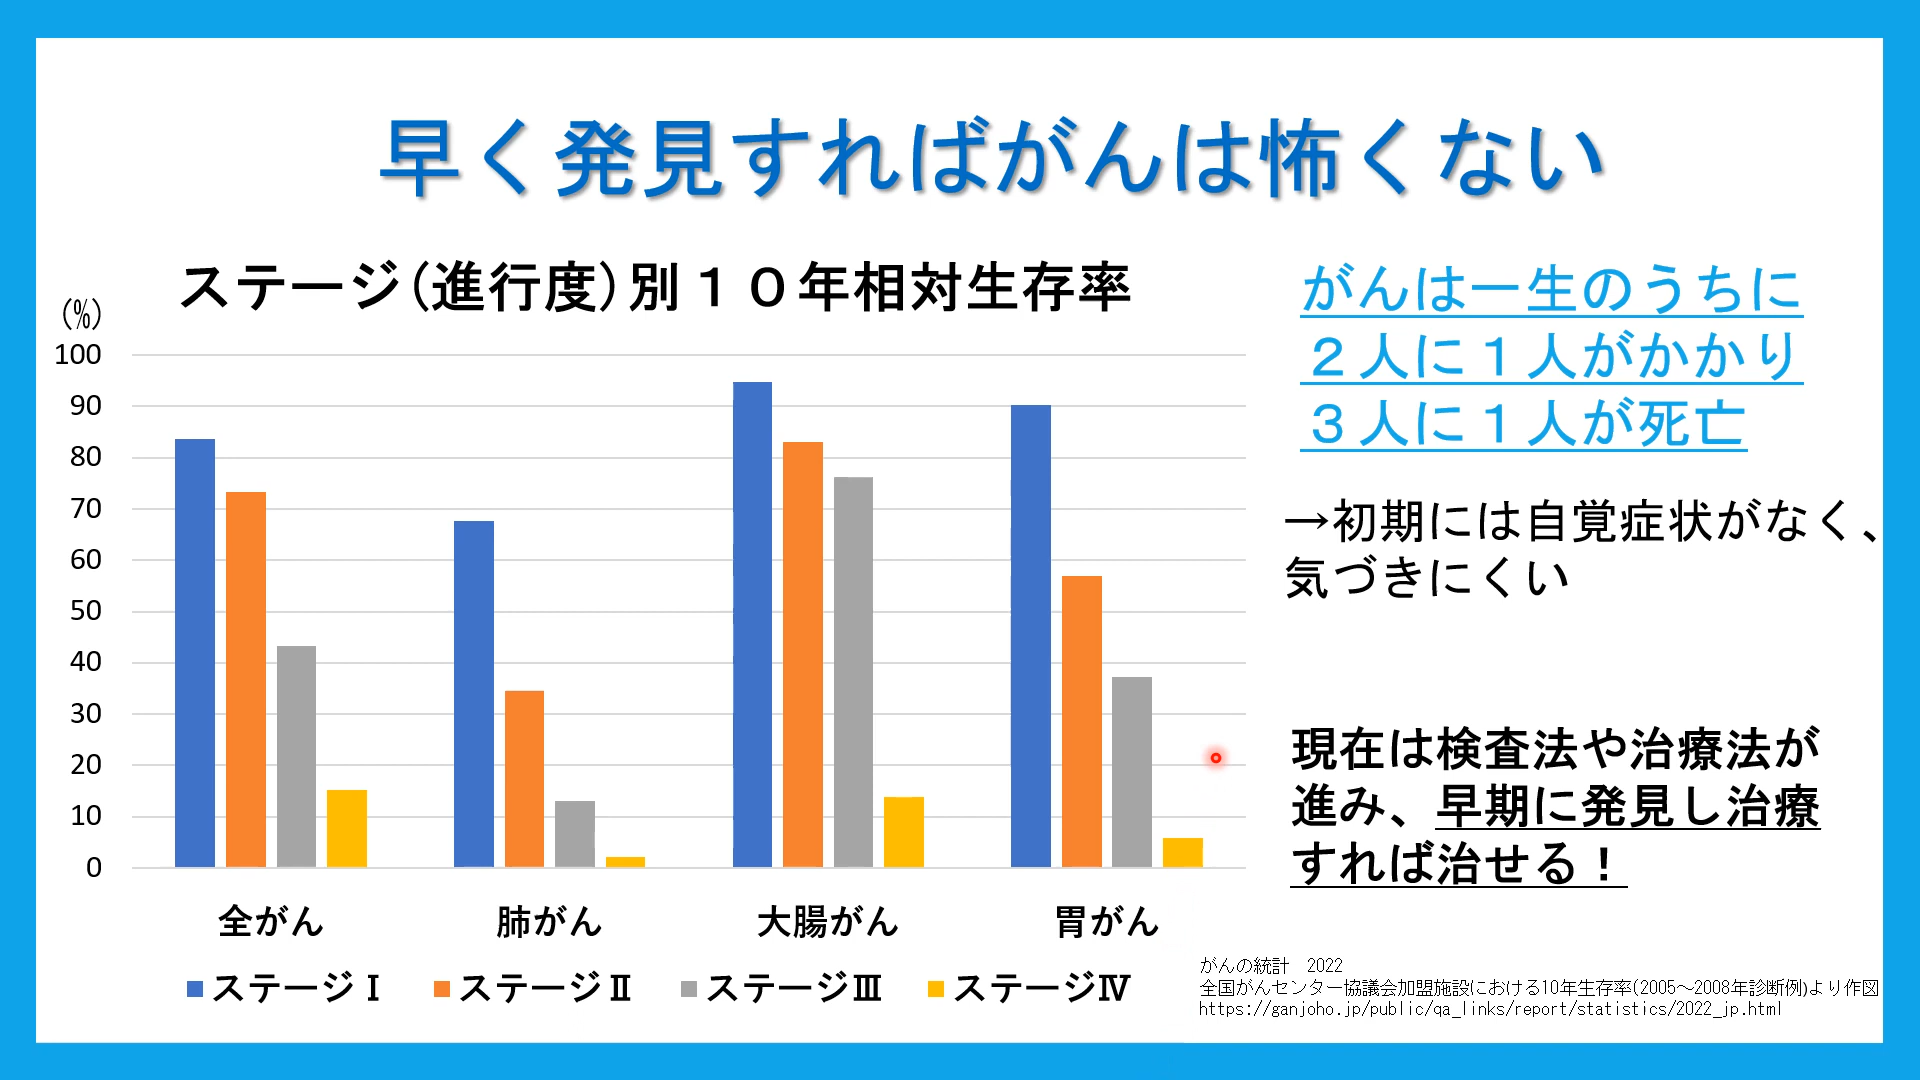 早く発見すればがんは怖くない
ステージ(進行度)別１０年相対生存率
(%)
100
90
80
70
60
50
40
30
20
10
0
全がん 肺がん 大腸がん 胃がん
ステージⅠ ステージⅡ ステージⅢ ステージⅣ
がんは一生のうちに
２人に１人がかかり
３人に１人が死亡
→初期には自覚症状がなく、
気づきにくい
現在は検査法や治療法が
進み、早期に発見し治療
すれば治せる！
がんの統計　2022
全国がんセンター協議会加盟施設における10年生存率(2005～2008年診断例)より作図
https://ganjoho.jp/public/qa_links/report/statistics/2022_jp.html